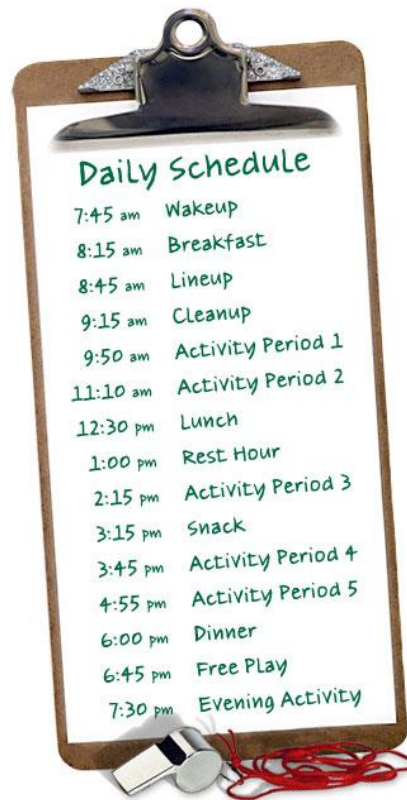 Daily Schedule
7:45 am Wakeup
8:15 am Breakfast
8:45 am Lineup
9:15 am Cleanup
9:50 am Activity Period 1
11:10 am Activity Period 2
12:30 pm Lunch
1:00 pm Rest Hour
2:15 pm Activity Period 3
3:15 pm Snack
3:45 pm Activity Period 4
4:55 pm Activity Period 5
6:00 pm Dinner
6:45 pm Free Play
7:30 pm Evening Activity